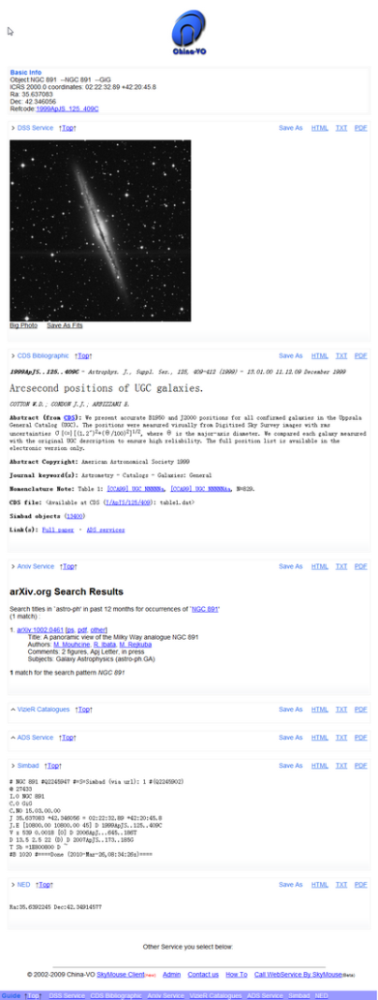 China-VO
Basic Info
Object:NGC 891 --NGC 891 --GiG
ICRS 2000.0 coordinates: 02:22:32.89 +42:20:45.8
Ra: 35.637083
Dec: 42.346056
Refcode:1999ApJS..125..409C
> DSS Service ↑Top↑ Save As HTML TXT PDF
Big Photo Save As Fits
> CDS Bibliographic ↑Top↑ Save As HTML TXT PDF
1999ApJS..125..409C - Astrophys. J., Suppl. Ser., 125, 409-412 (1999) - 13.01.00 11.12.09 December 1999
Arcsecond positions of UGC galaxies.
COTTON W.D.; CONDON J.J.; ARBIZZANI E.
Abstract (from CDS): We present accurate B1950 and J2000 positions for all confirmed galaxies in the Uppsala
General Catalog (UGC). The positions were measured visually from Digitized Sky Survey images with rms
uncertainties σ[<=][(1.2")²+(θ/100)²]^1/2, where θ is the major-axis diameter. We compared each galaxy measured
with the original UGC description to ensure high reliability. The full position list is available in the
electronic version only.
Abstract Copyright: American Astronomical Society 1999
Journal keyword(s): Astrometry - Catalogs - Galaxies: General
Nomenclature Note: Table 1: [CCA99] UGC NNNNNa, [CCA99] UGC NNNNNAa, N=829.
CDS file: <Available at CDS (J/ApJS/125/409): table1.dat>
Simbad objects (13400)
Link(s): Full paper - ADS services
> Arxiv Service ↑Top↑ Save As HTML TXT PDF
arXiv.org Search Results
Search titles in 'astro-ph' in past 12 months for occurrences of 'NGC 891'
(1 match) :
1. arXiv:1002.0461 [ps, pdf, other]
Title: A panoramic view of the Milky Way analogue NGC 891
Authors: M. Mouhcine, R. Ibata, M. Rejkuba
Comments: 2 figures, Apj Letter, in press
Subjects: Galaxy Astrophysics (astro-ph.GA)
1 match for the search pattern NGC 891
^ VizieR Catalogues ↑Top↑ Save As HTML TXT PDF
^ ADS Service ↑Top↑ Save As HTML TXT PDF
> Simbad ↑Top↑ Save As HTML TXT PDF
# NGC 891 #Q2245947 #=S=Simbad (via url): 1 #(Q2245902)
@ 27433
I.0 NGC 891
C.0 GiG
C.N0 15.03.00.00
J 35.637083 +42.346056 = 02:22:32.89 +42:20:45.8
J.E [10800.00 10800.00 45] D 1999ApJS..125..409C
V z 539 0.0018 [0] D 2006ApJ...645..186T
D 13.5 2.5 22 (D) D 2007ApJS..173..185G
T Sb =1E800800 D ~
#B 1020 #====Done (2010-Mar-26,08:34:26z)====
> NED ↑Top↑ Save As HTML TXT PDF
Ra:35.6392245 Dec:42.34914577
Other Service you select below:
© 2002-2009 China-VO SkyMouse Client(new) Admin Contact us How To Call WebService By SkyMouse(Beta)
Guide ↑Top↑ DSS Service CDS Bibliographic Arxiv Service VizieR Catalogues ADS Service Simbad NED